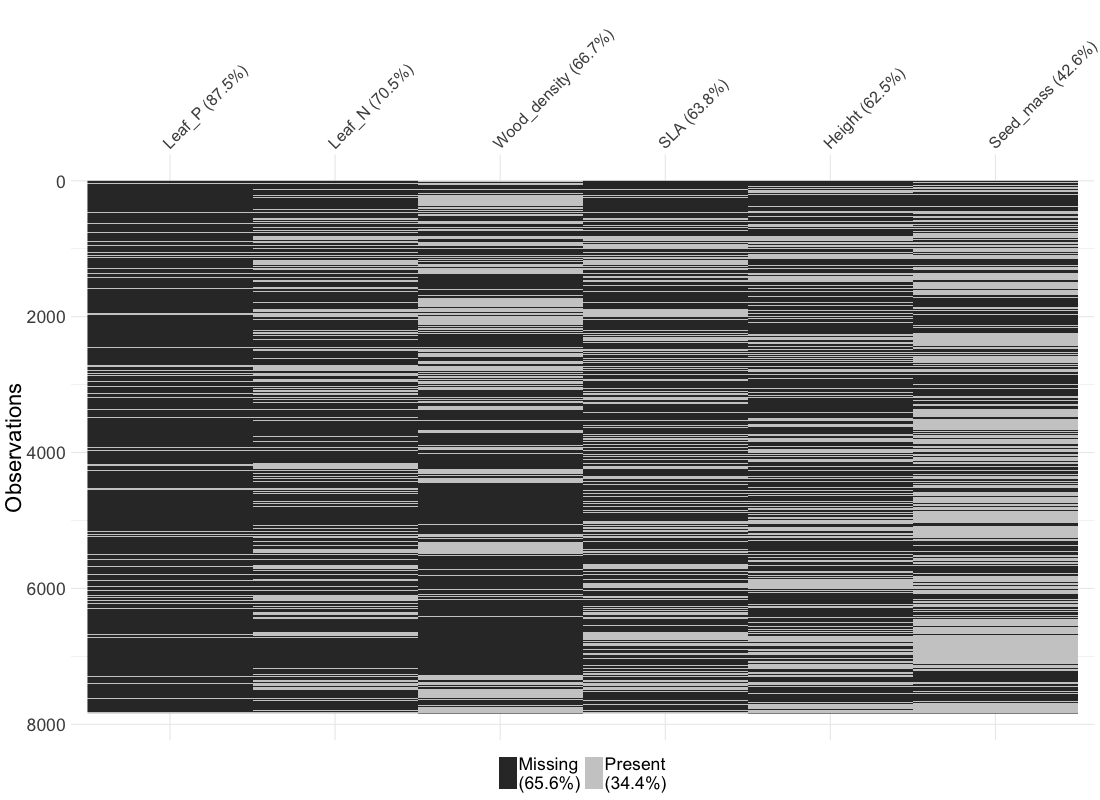 Leaf_P (87.5%)
Leaf_N (70.5%)
Wood_density (66.7%)
SLA (63.8%)
Height (62.5%)
Seed_mass (42.6%)
0
2000
4000
6000
8000
Observations
Missing
(65.6%)
Present
(34.4%)